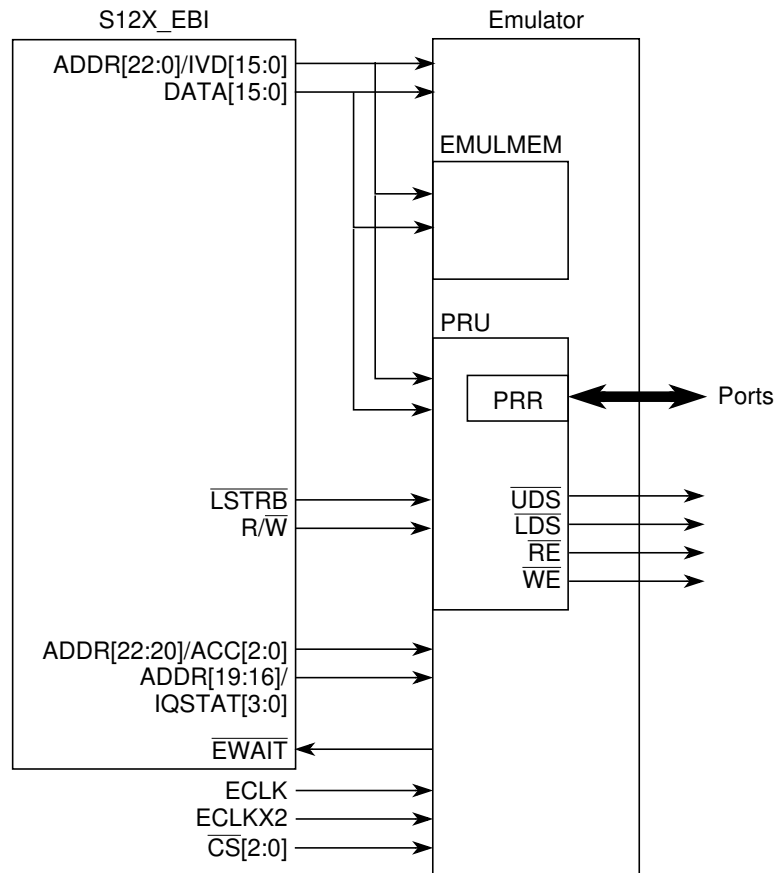 S12X_EBI
Emulator
ADDR[22:0]/IVD[15:0]
DATA[15:0]
EMULMEM
PRU
PRR
Ports
LSTRB
R/W
UDS
LDS
RE
WE
ADDR[22:20]/ACC[2:0]
ADDR[19:16]/
IQSTAT[3:0]
EWAIT
ECLK
ECLKX2
CS[2:0]